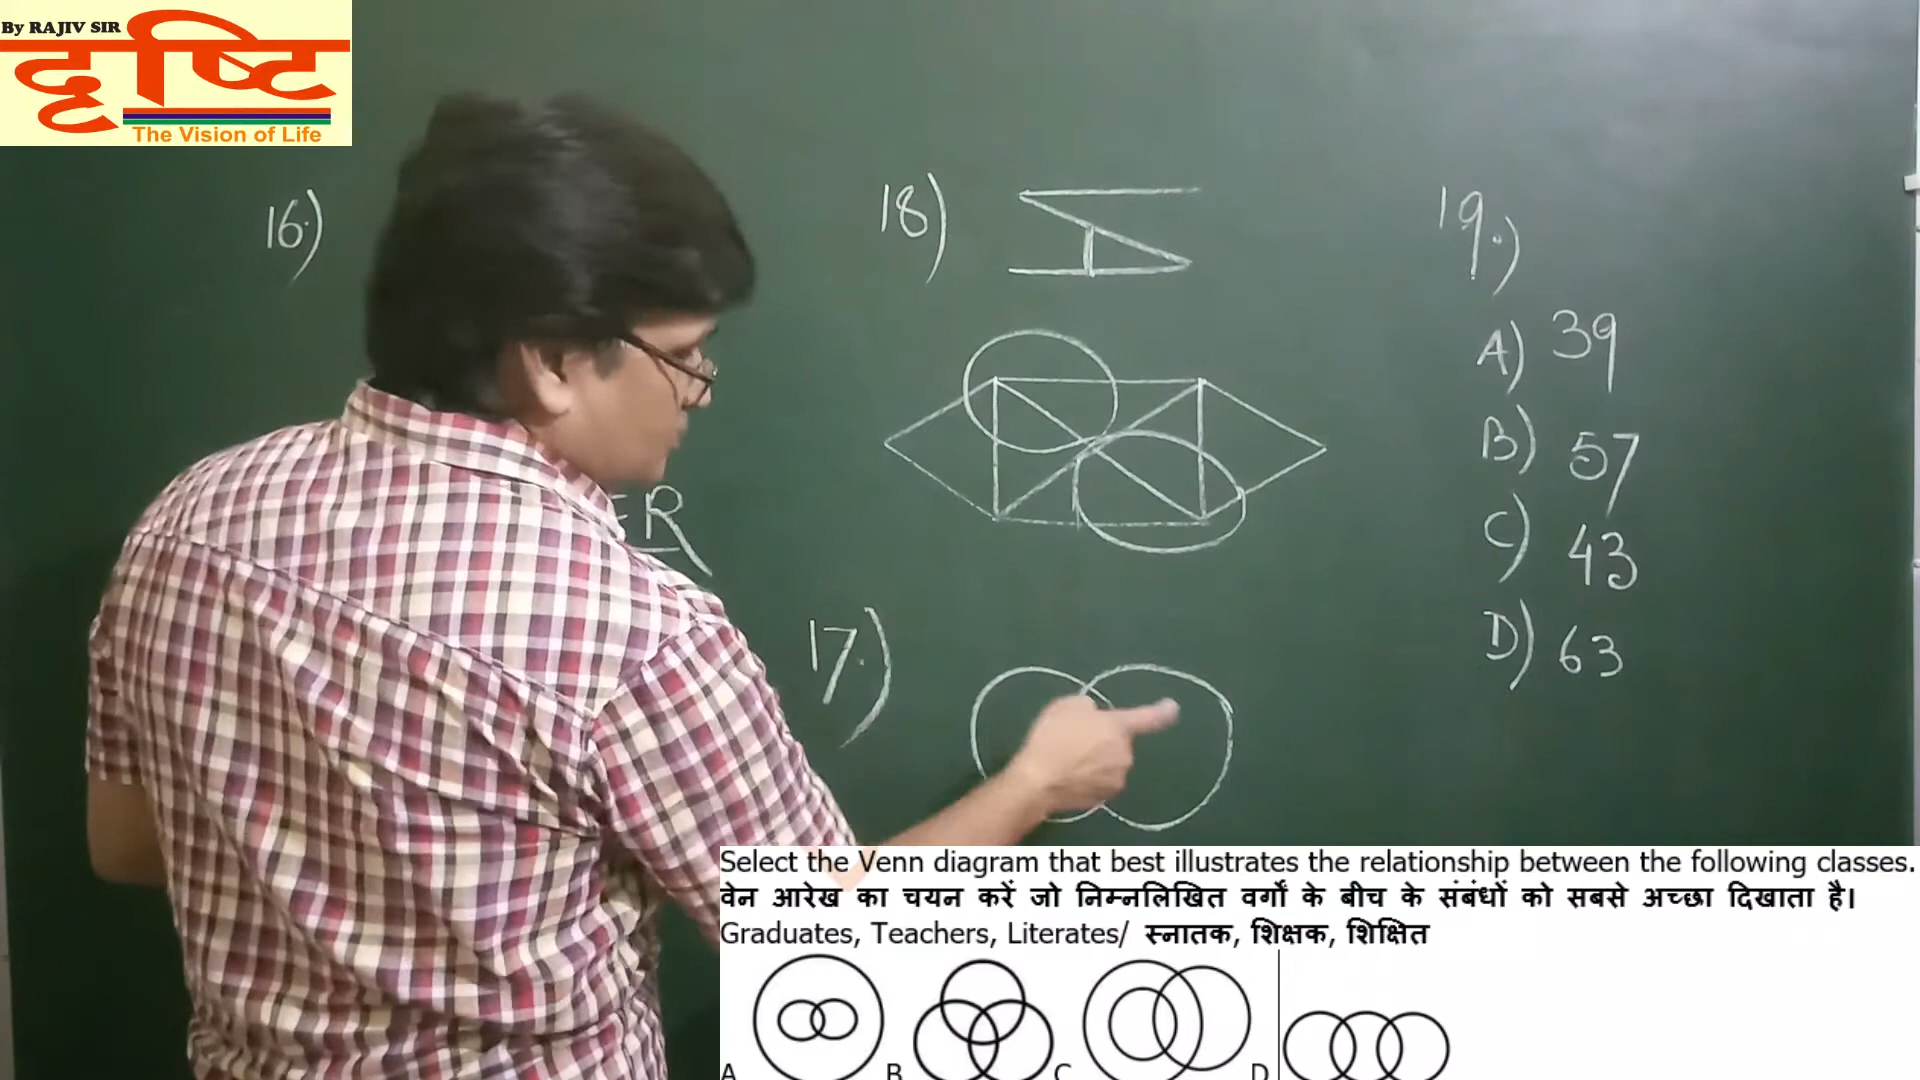 By RAJIV SIR
दृष्टि
The Vision of Life
16.)
18)
19.)
A) 39
B) 57
C) 43
D) 63
ER
17.)
Select the Venn diagram that best illustrates the relationship between the following classes.
वेन आरेख का चयन करें जो निम्नलिखित वर्गों के बीच के संबंधों को सबसे अच्छा दिखाता है।
Graduates, Teachers, Literates/ स्नातक, शिक्षक, शिक्षित
A B C D